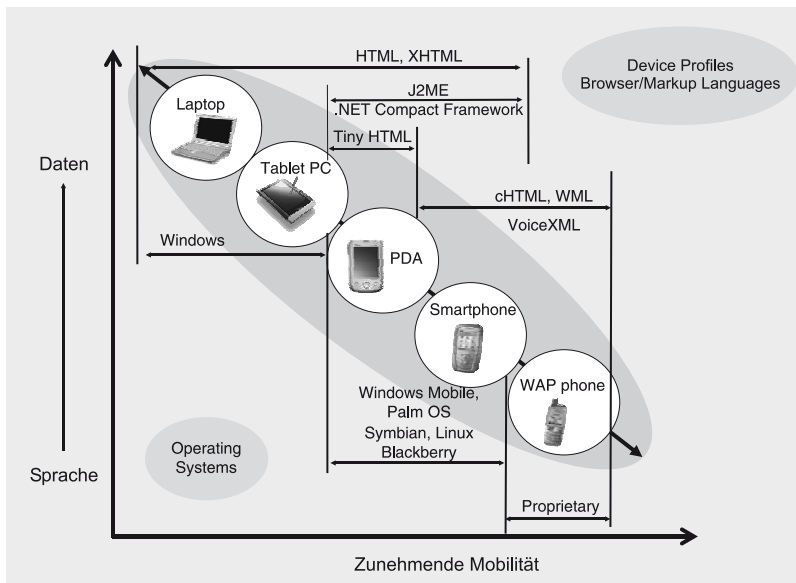 HTML, XHTML
Device Profiles
Browser/Markup Languages
J2ME
.NET Compact Framework
Laptop
Tiny HTML
Daten
Tablet PC
cHTML, WML
VoiceXML
Windows
PDA
Smartphone
WAP phone
Windows Mobile,
Palm OS
Symbian, Linux
Blackberry
Operating
Systems
Sprache
Proprietary
Zunehmende Mobilität